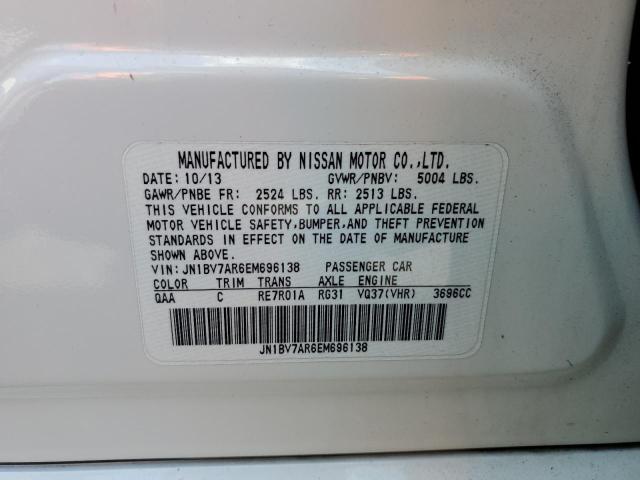 MANUFACTURED BY NISSAN MOTOR CO.,LTD.
DATE: 10/13 GVWR/PNBV: 5004 LBS.
GAWR/PNBE FR: 2524 LBS. RR: 2513 LBS.
THIS VEHICLE CONFORMS TO ALL APPLICABLE FEDERAL
MOTOR VEHICLE SAFETY,BUMPER,AND THEFT PREVENTION
STANDARDS IN EFFECT ON THE DATE OF MANUFACTURE
SHOWN ABOVE.
VIN: JN1BV7AR6EM696138 PASSENGER CAR
COLOR TRIM TRANS AXLE ENGINE
QAA C RE7R01A RG31 VQ37(VHR) 3696CC
JN1BV7AR6EM696138